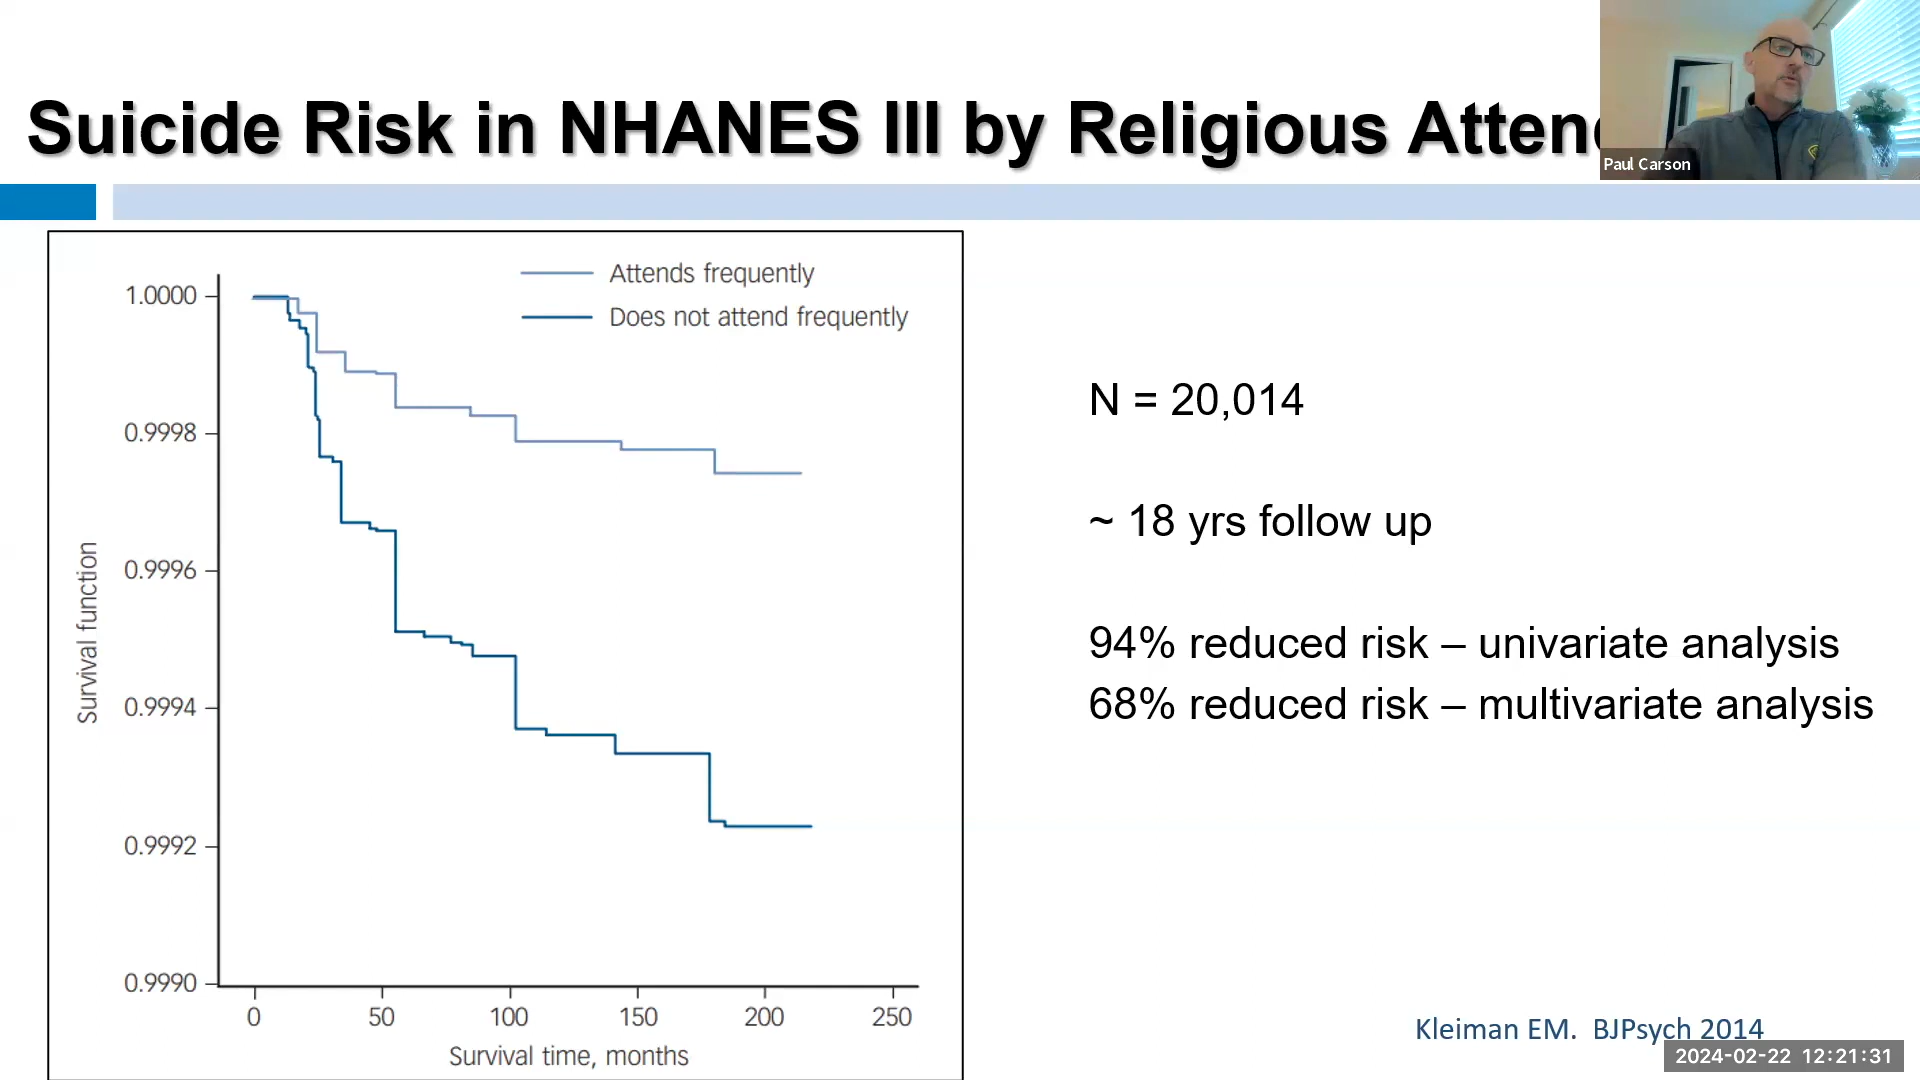 Suicide Risk in NHANES III by Religious Atten
Paul Carson
Attends frequently
Does not attend frequently
1.0000
0.9998
0.9996
0.9994
0.9992
0.9990
Survival function
0 50 100 150 200 250
Survival time, months
N = 20,014
~ 18 yrs follow up
94% reduced risk – univariate analysis
68% reduced risk – multivariate analysis
Kleiman EM. BJPsych 2014
2024-02-22 12:21:31